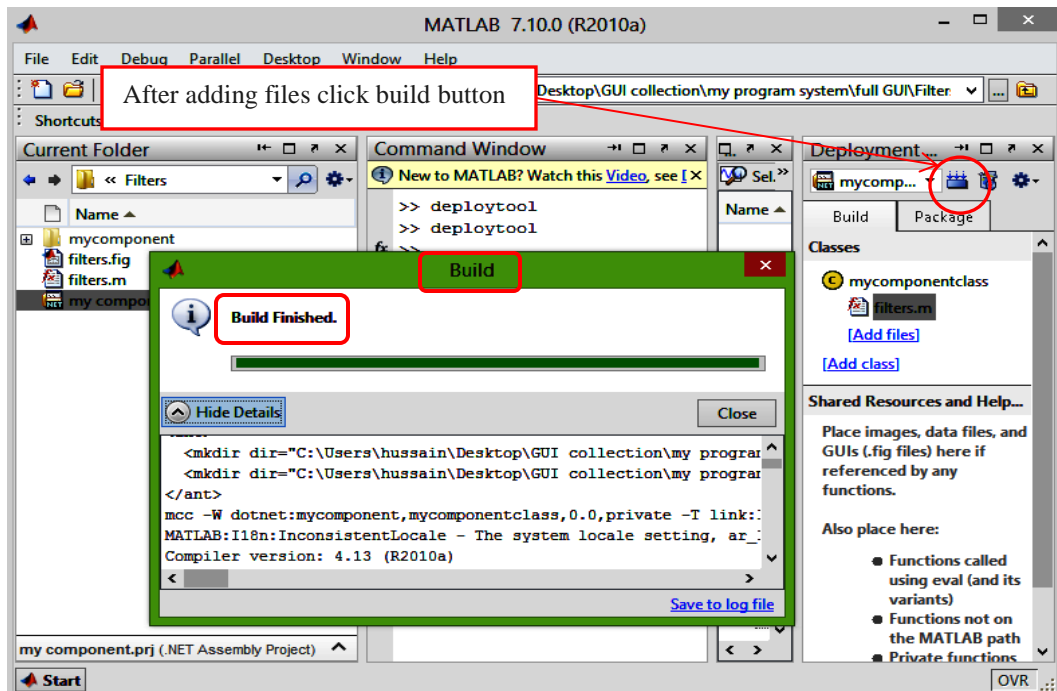 MATLAB 7.10.0 (R2010a)
File Edit Debug Parallel Desktop Window Help
After adding files click build button
Desktop\GUI collection\my program system\full GUI\Filter
...
Shortcuts
Current Folder
Command Window
Deployment ...
« Filters
New to MATLAB? Watch this Video, see [
Sel.
»
mycomp...
Name
>> deploytool
>> deploytool
fx >>
Name
Build Package
mycomponent
filters.fig
filters.m
my compo
Classes
mycomponentclass
filters.m
[Add files]
[Add class]
Build
Build Finished.
Hide Details
Close
<mkdir dir="C:\Users\hussain\Desktop\GUI collection\my program
<mkdir dir="C:\Users\hussain\Desktop\GUI collection\my program
</ant>
mcc -W dotnet:mycomponent,mycomponentclass,0.0,private -T link:
MATLAB:I18n:InconsistentLocale - The system locale setting, ar_
Compiler version: 4.13 (R2010a)
Save to log file
Shared Resources and Help...
Place images, data files, and
GUIs (.fig files) here if
referenced by any
functions.
Also place here:
Functions called
using eval (and its
variants)
Functions not on
the MATLAB path
Private functions
my component.prj (.NET Assembly Project)
Start
OVR